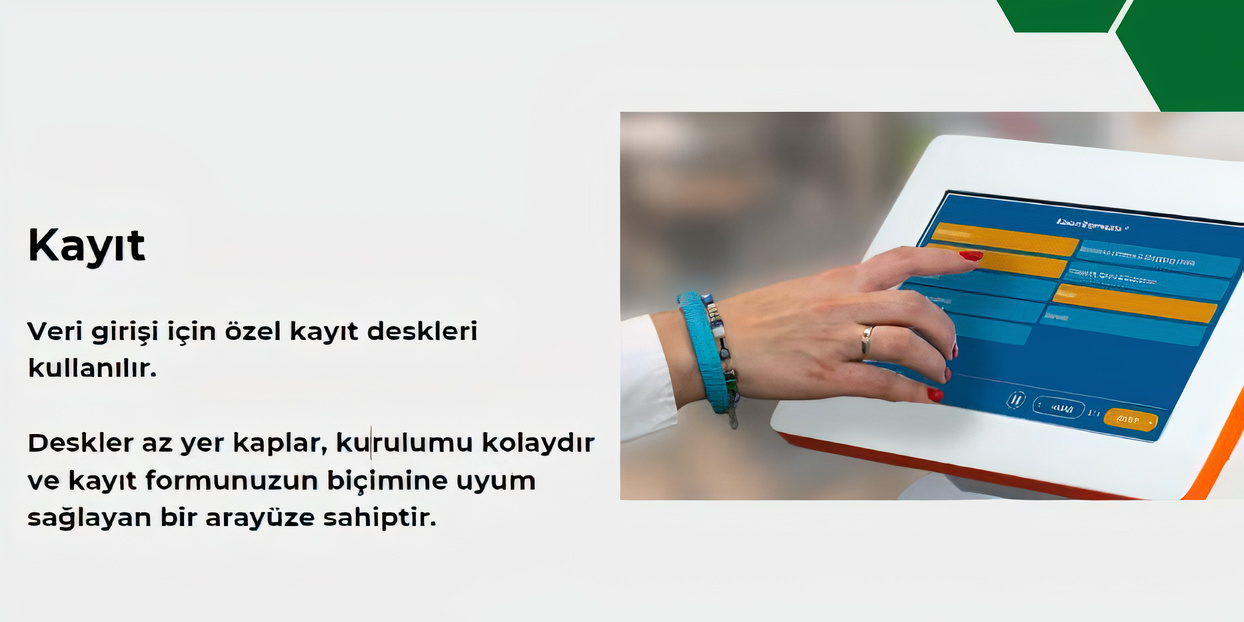 Kayıt
Veri girişi için özel kayıt deskleri
kullanılır.
Deskler az yer kaplar, kurulumu kolaydır
ve kayıt formunuzun biçimine uyum
sağlayan bir arayüze sahiptir.